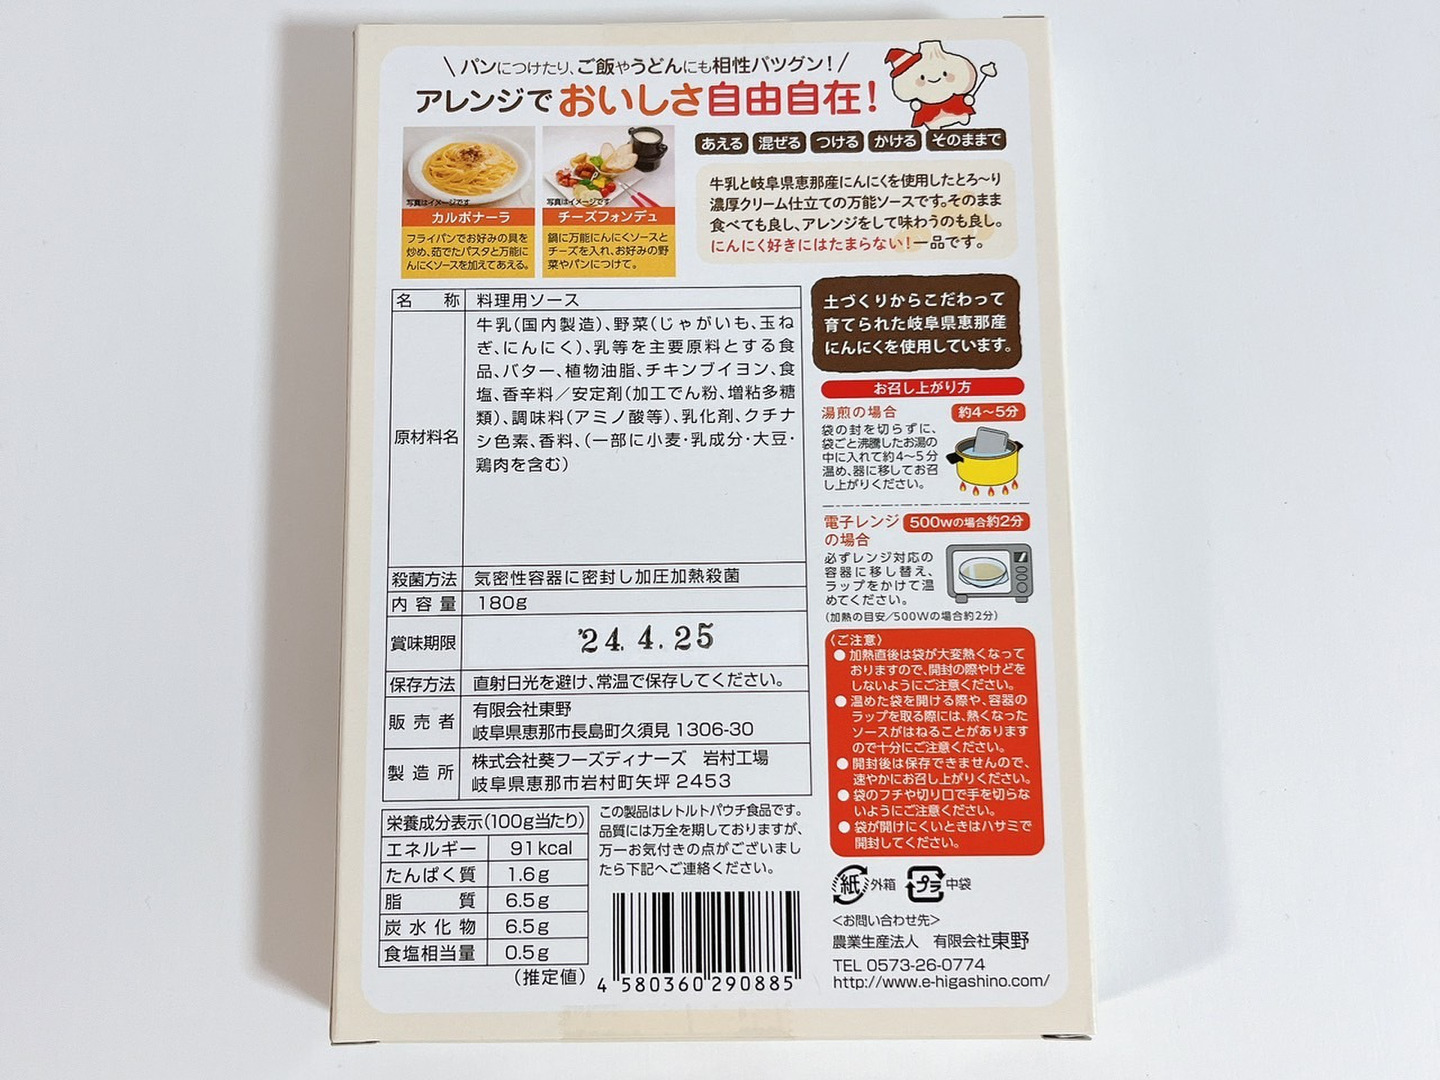 \ パンにつけたり、ご飯やうどんにも相性バツグン! /
アレンジでおいしさ自由自在!
写真はイメージです
カルボナーラ
フライパンでお好みの具を
炒め、茹でたパスタと万能に
んにくソースを加えてあえる。
写真はイメージです
チーズフォンデュ
鍋に万能にんにくソースと
チーズを入れ、お好みの野
菜やパンにつけて。
あえる 混ぜる つける かける そのままで
牛乳と岐阜県恵那産にんにくを使用したとろ〜り
濃厚クリーム仕立ての万能ソースです。そのまま
食べても良し、アレンジをして味わうのも良し。
にんにく好きにはたまらない!一品です。
土づくりからこだわって
育てられた岐阜県恵那産
にんにくを使用しています。
名称 料理用ソース
原材料名
牛乳(国内製造)、野菜(じゃがいも、玉ね
ぎ、にんにく)、乳等を主要原料とする食
品、バター、植物油脂、チキンブイヨン、食
塩、香辛料／安定剤(加工でん粉、増粘多糖
類)、調味料(アミノ酸等)、乳化剤、クチナ
シ色素、香料、(一部に小麦・乳成分・大豆・
鶏肉を含む)
殺菌方法 気密性容器に密封し加圧加熱殺菌
内容量 180g
賞味期限 '24.4.25
保存方法 直射日光を避け、常温で保存してください。
販売者 有限会社東野
岐阜県恵那市長島町久須見1306-30
製造所 株式会社葵フーズディナーズ 岩村工場
岐阜県恵那市岩村町矢坪2453
お召し上がり方
湯煎の場合 約4〜5分
袋の封を切らずに、
袋ごと沸騰したお湯の
中に入れて約4〜5分
温め、器に移してお召
し上がりください。
電子レンジ 500Wの場合約2分
の場合
必ずレンジ対応の
容器に移し替え、
ラップをかけて温
めてください。
(加熱の目安/500Wの場合約2分)
〈ご注意〉
●加熱直後は袋が大変熱くなって
おりますので、開封の際やけどを
しないようにご注意ください。
●温めた袋を開ける際や、容器の
ラップを取る際には、熱くなった
ソースがはねることがあります
ので十分にご注意ください。
●開封後は保存できませんので、
速やかにお召し上がりください。
●袋のフチや切り口で手を切らな
いようにご注意ください。
●袋が開けにくいときはハサミで
開封してください。
紙 外箱 プラ 中袋
<お問い合わせ先>
農業生産法人 有限会社東野
TEL 0573-26-0774
http://www.e-higashino.com/
栄養成分表示(100g当たり)
エネルギー 91kcal
たんぱく質 1.6g
脂質 6.5g
炭水化物 6.5g
食塩相当量 0.5g
(推定値)
この製品はレトルトパウチ食品です。
品質には万全を期しておりますが、
万一お気付きの点がございまし
たら下記へご連絡ください。
4 580360 290885